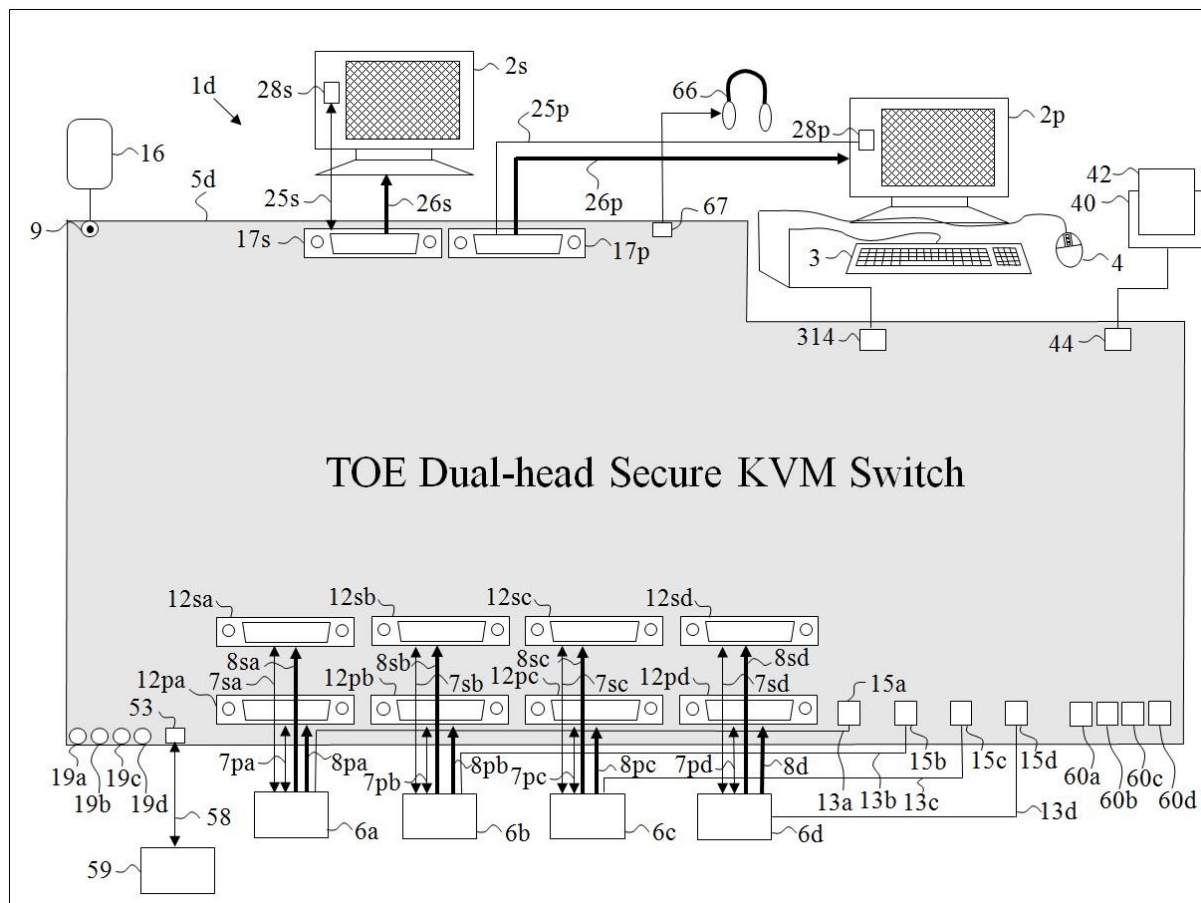 2s
28s
1d
66
25p
28p
2p
16
42
40
5d
25s
26s
26p
67
9
17s
17p
3
4
314
44
TOE Dual-head Secure KVM Switch
12sa
12sb
12sc
12sd
8sa
8sb
8sc
8sd
7sa
7sb
7sc
7sd
12pa
12pb
12pc
12pd
53
15a
19a
19b
19c
19d
7pa
8pa
7pb
8pb
7pc
8pc
7pd
8d
15b
15c
15d
60a
60b
60c
60d
13a
13b
13c
13d
58
6a
6b
6c
6d
59